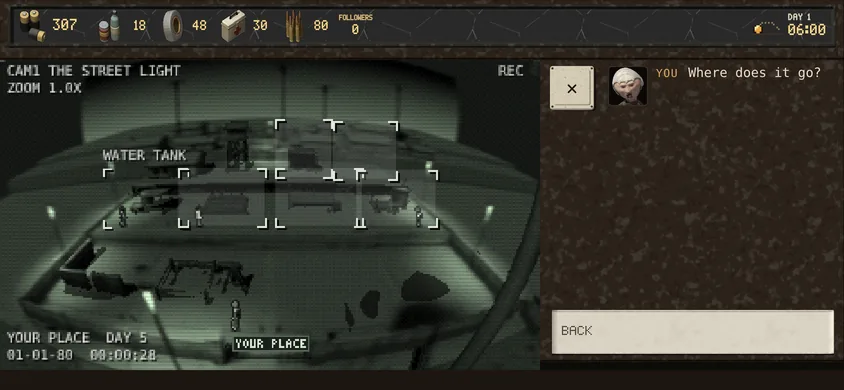 307
18
48
30
80
FOLLOWERS
0
DAY 1
06:00
CAM1 THE STREET LIGHT
REC
ZOOM 1.0X
WATER TANK
YOUR PLACE DAY 5
01-01-80 00:00:28
YOUR PLACE
×
YOU Where does it go?
BACK